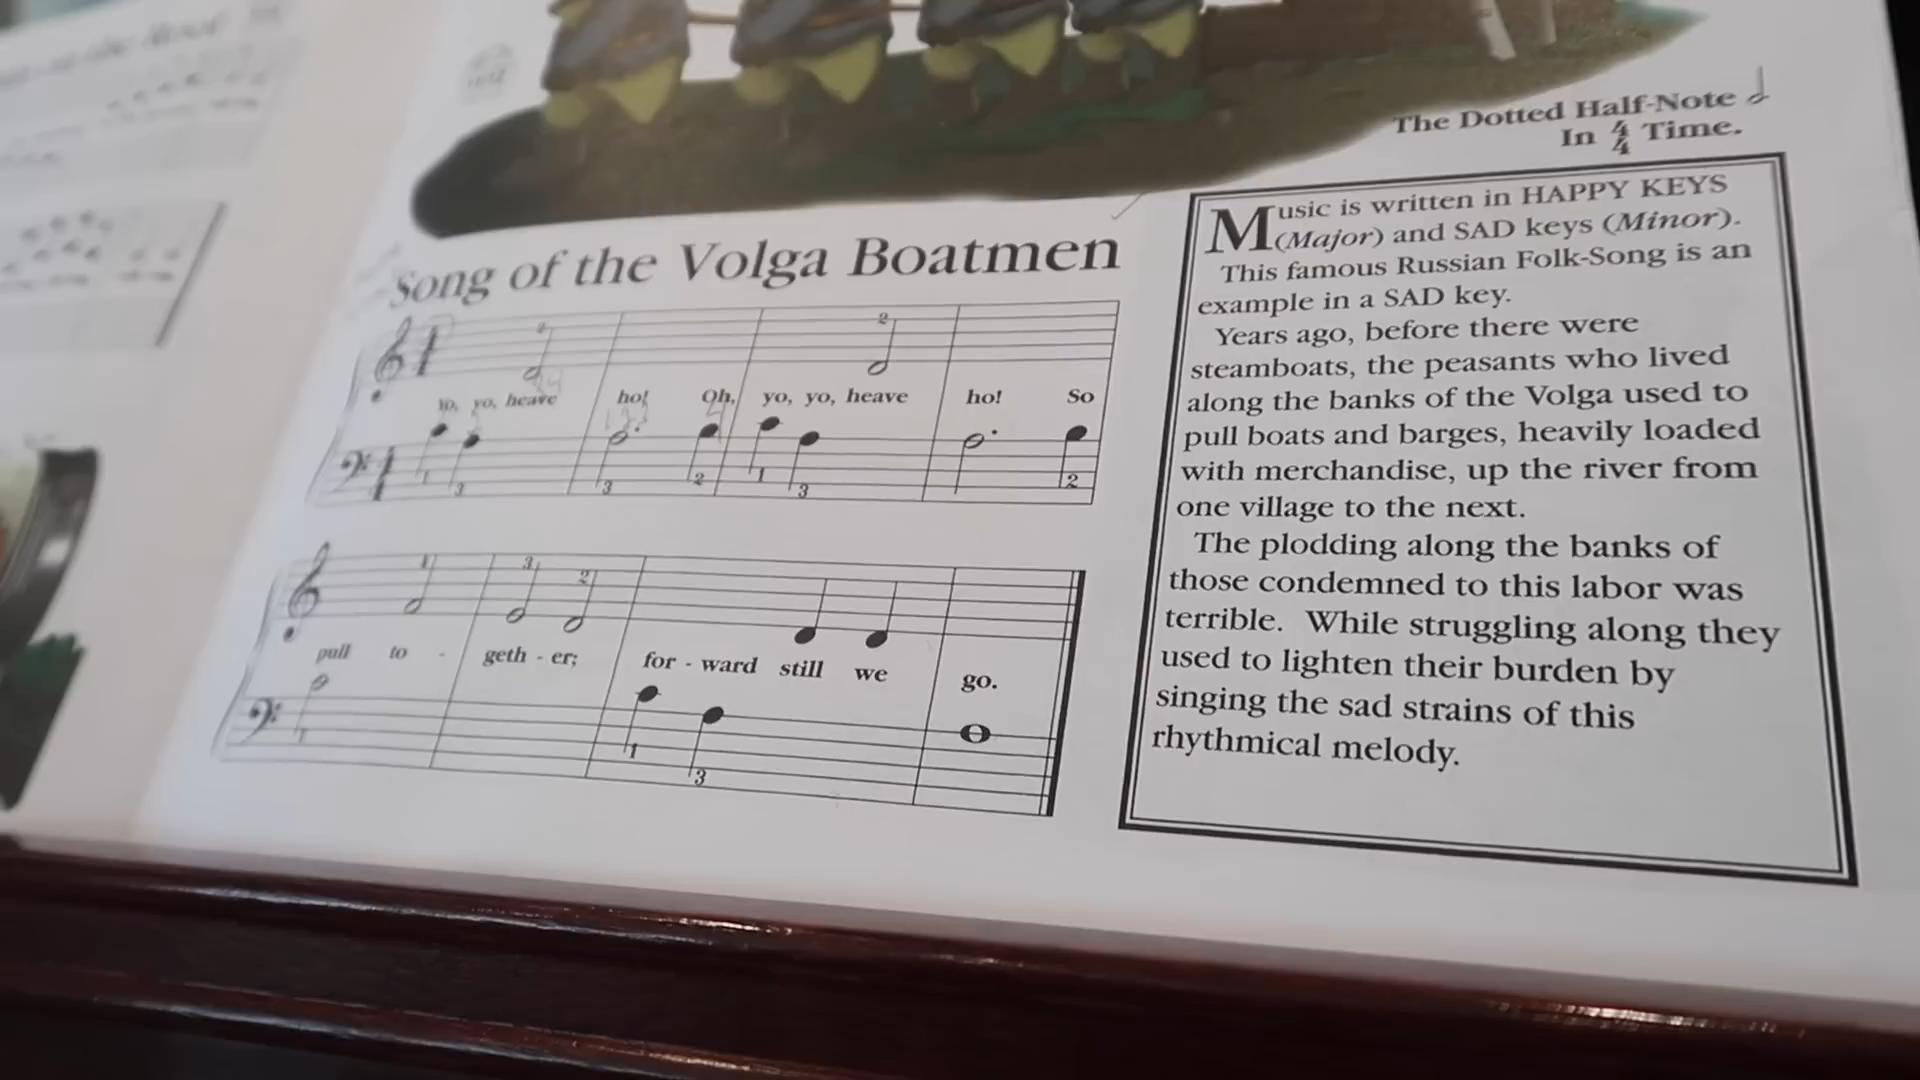 The Dotted Half-Note
In 4/4 Time.
Song of the Volga Boatmen
Yo, yo, heave ho! Oh, yo, yo, heave ho! So
pull to - geth - er; for - ward still we go.
Music is written in HAPPY KEYS
(Major) and SAD keys (Minor).
This famous Russian Folk-Song is an
example in a SAD key.
Years ago, before there were
steamboats, the peasants who lived
along the banks of the Volga used to
pull boats and barges, heavily loaded
with merchandise, up the river from
one village to the next.
The plodding along the banks of
those condemned to this labor was
terrible. While struggling along they
used to lighten their burden by
singing the sad strains of this
rhythmical melody.